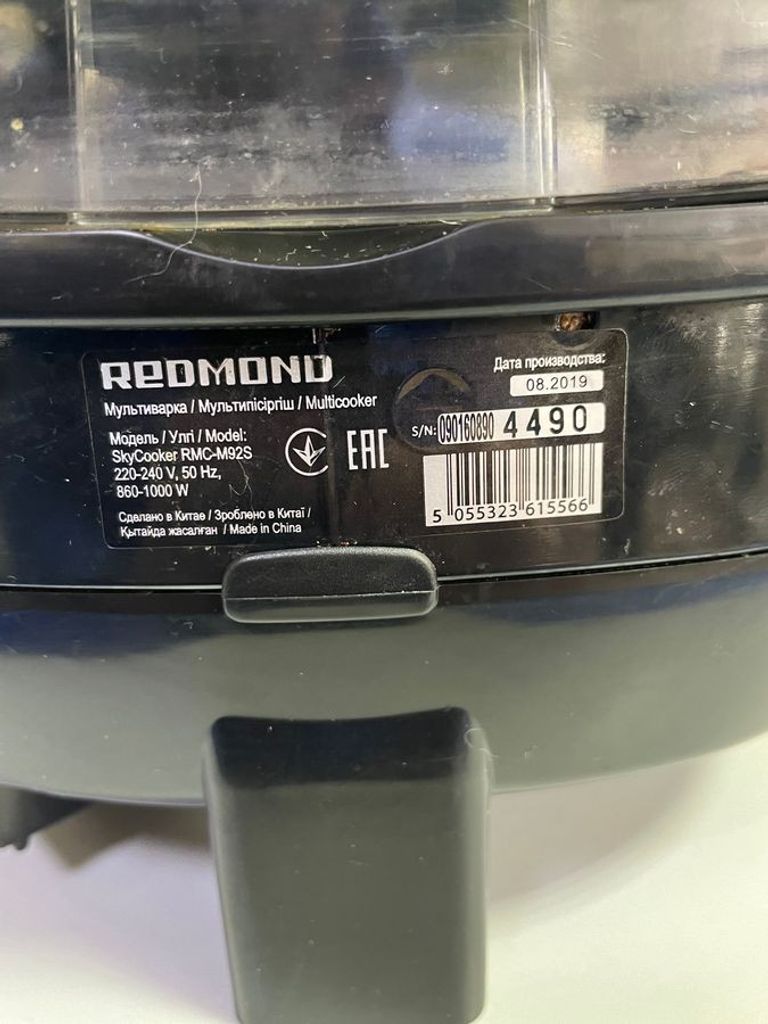 REDMOND
Мультиварка / Мультипісіргіш / Multicooker
Модель / Үлгі / Model:
SkyCooker RMC-M92S
220-240 V, 50 Hz,
860-1000 W
Сделано в Китае / Зроблено в Китаї /
Қытайда жасалған / Made in China
EAC
Дата производства:
08.2019
S/N: 090160890 4490
5 055323 615566